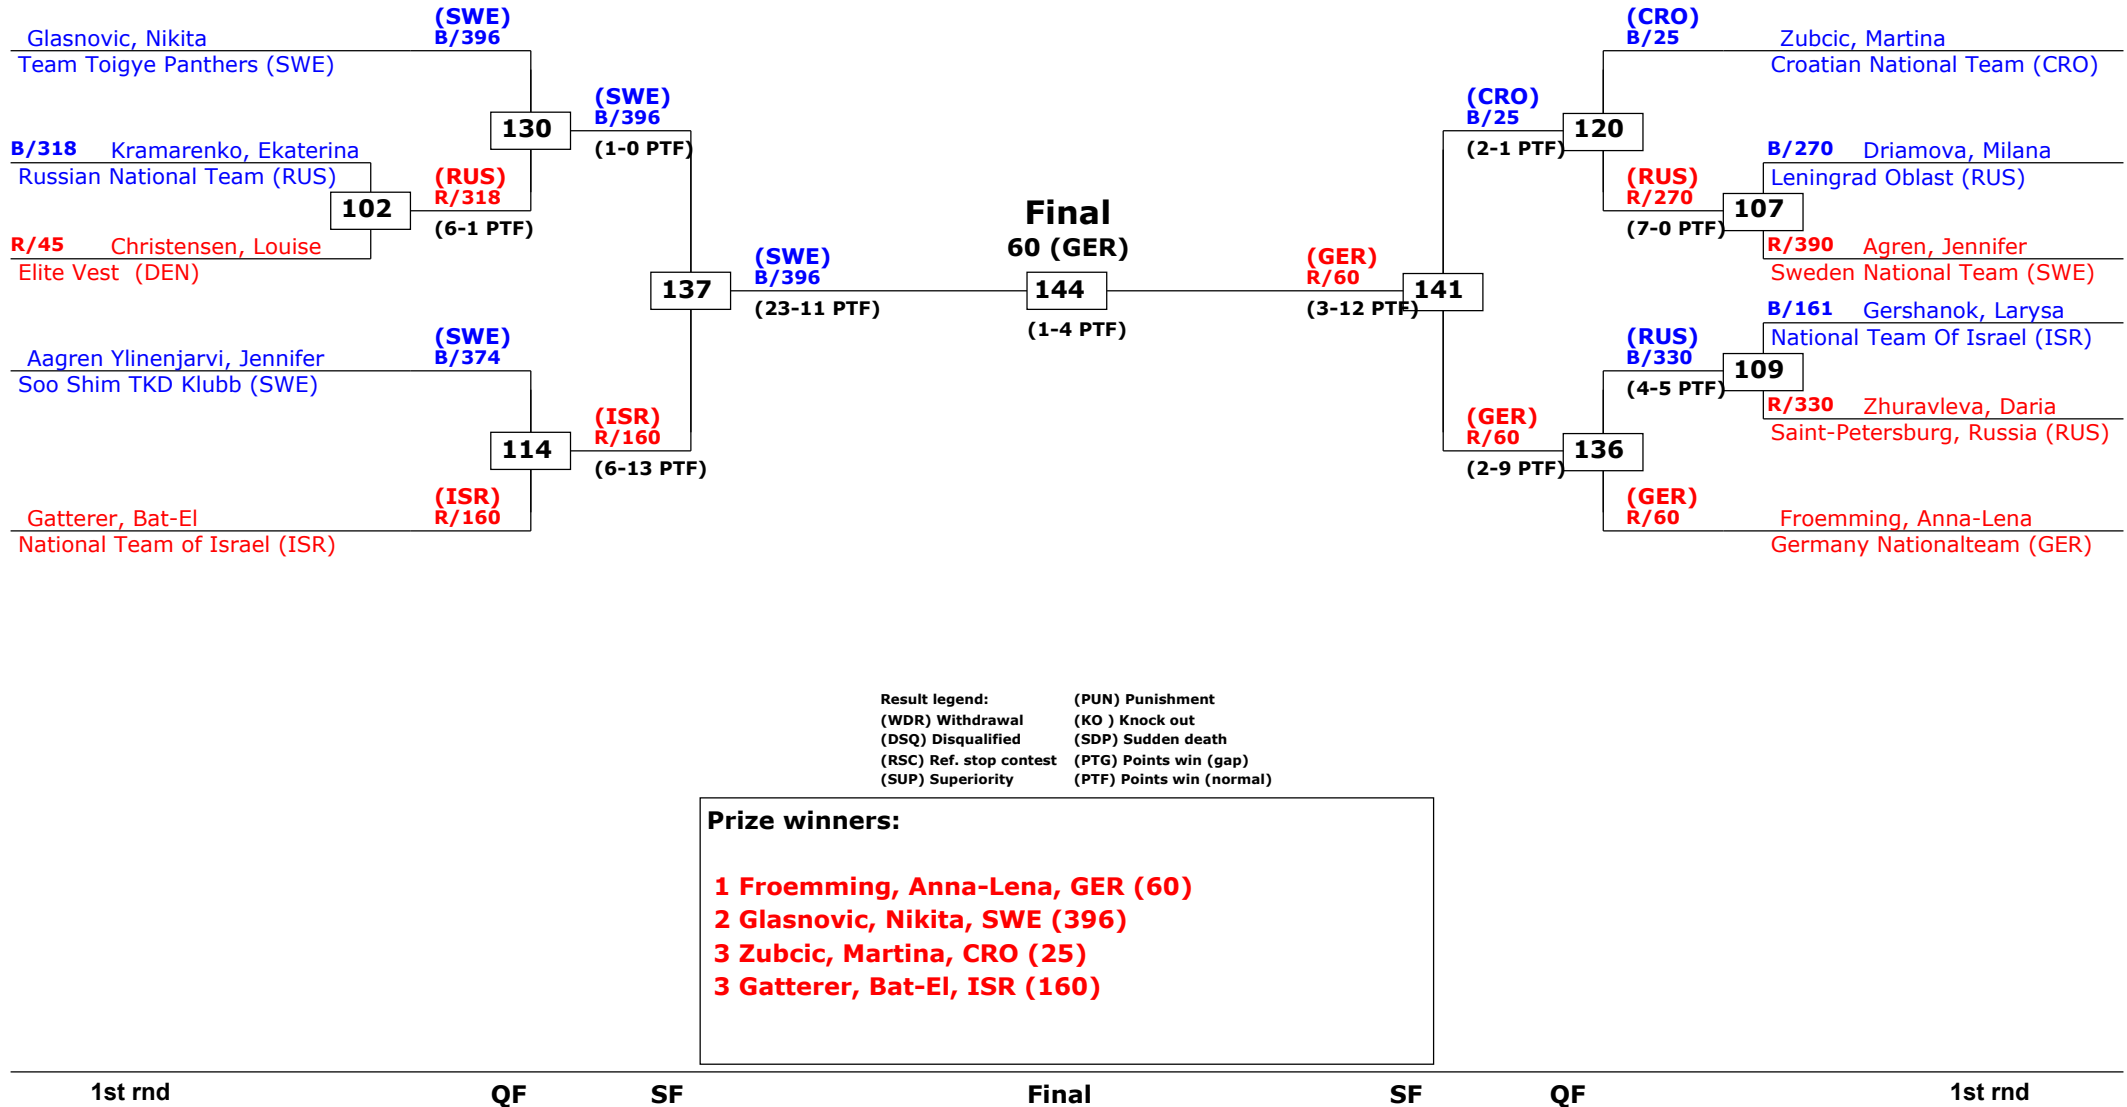 (SWE)
B/396
Glasnovic, Nikita
Team Toigye Panthers (SWE)
130
(SWE)
B/396
(1-0 PTF)
B/318 Kramarenko, Ekaterina
Russian National Team (RUS)
102
(RUS)
R/318
(6-1 PTF)
R/45 Christensen, Louise
Elite Vest (DEN)
137
(SWE)
B/396
(23-11 PTF)
(SWE)
B/374
Aagren Ylinenjarvi, Jennifer
Soo Shim TKD Klubb (SWE)
114
(ISR)
R/160
(6-13 PTF)
(ISR)
R/160
Gatterer, Bat-El
National Team of Israel (ISR)
Final
60 (GER)
144
(1-4 PTF)
(CRO)
B/25
Zubcic, Martina
Croatian National Team (CRO)
(CRO)
B/25
(2-1 PTF)
120
B/270 Driamova, Milana
Leningrad Oblast (RUS)
(RUS)
R/270
(7-0 PTF)
107
R/390 Agren, Jennifer
Sweden National Team (SWE)
(GER)
R/60
(3-12 PTF)
141
B/161 Gershanok, Larysa
National Team Of Israel (ISR)
(RUS)
B/330
(4-5 PTF)
109
R/330 Zhuravleva, Daria
Saint-Petersburg, Russia (RUS)
(GER)
R/60
(2-9 PTF)
136
(GER)
R/60
Froemming, Anna-Lena
Germany Nationalteam (GER)
Result legend: (PUN) Punishment
(WDR) Withdrawal (KO ) Knock out
(DSQ) Disqualified (SDP) Sudden death
(RSC) Ref. stop contest (PTG) Points win (gap)
(SUP) Superiority (PTF) Points win (normal)
Prize winners:
1 Froemming, Anna-Lena, GER (60)
2 Glasnovic, Nikita, SWE (396)
3 Zubcic, Martina, CRO (25)
3 Gatterer, Bat-El, ISR (160)
1st rnd QF SF Final SF QF 1st rnd